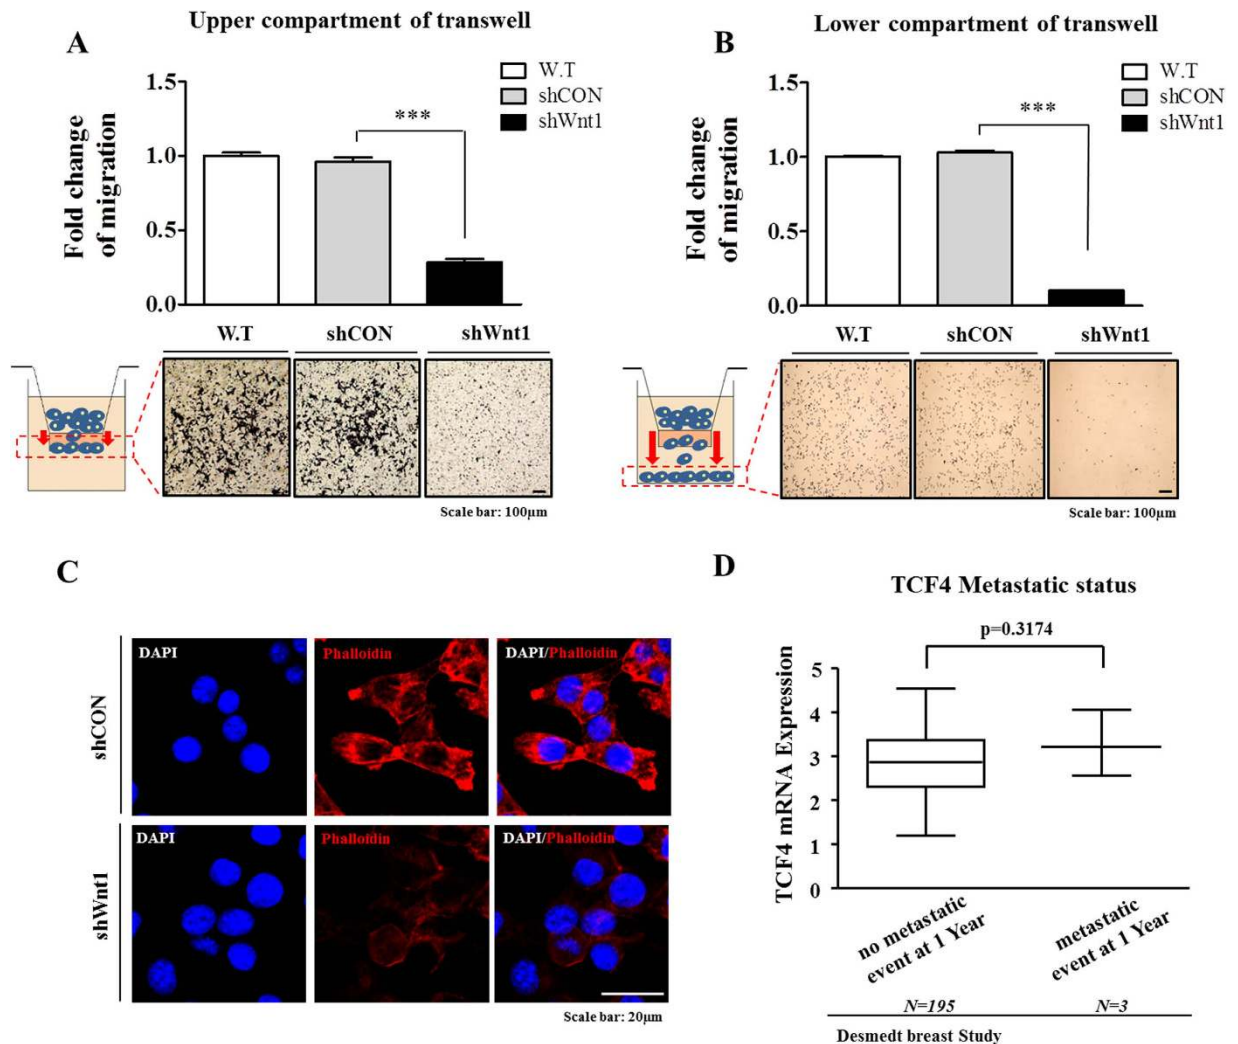 Upper compartment of transwell
A
W.T
shCON
shWnt1
***
Fold change
of migration
1.5
1.0
0.5
0.0
W.T
shCON
shWnt1
Scale bar: 100µm
Lower compartment of transwell
B
W.T
shCON
shWnt1
***
Fold change
of migration
1.5
1.0
0.5
0.0
W.T
shCON
shWnt1
Scale bar: 100µm
C
shCON
DAPI
Phalloidin
DAPI/Phalloidin
shWnt1
DAPI
Phalloidin
DAPI/Phalloidin
Scale bar: 20µm
D
TCF4 Metastatic status
p=0.3174
TCF4 mRNA Expression
5
4
3
2
1
0
no metastatic
event at 1 Year
metastatic
event at 1 Year
N=195
N=3
Desmedt breast Study